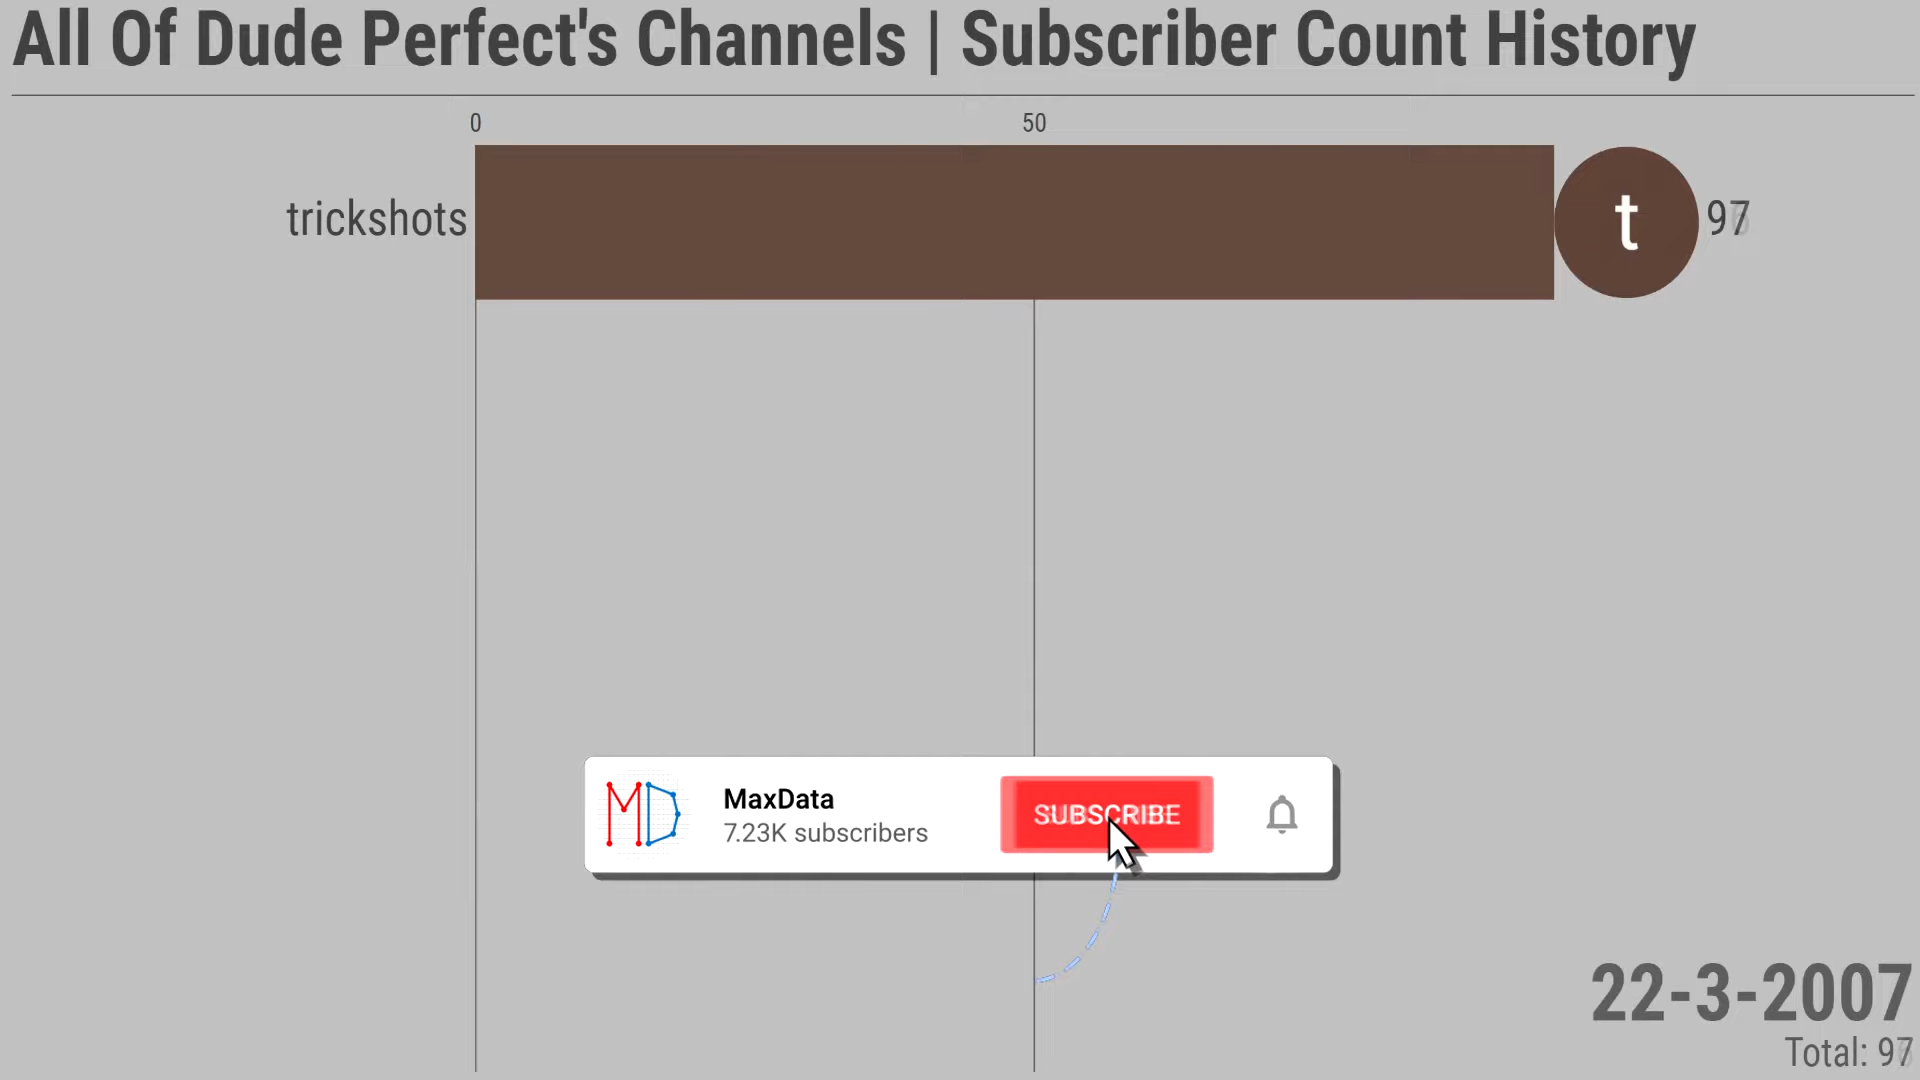 All Of Dude Perfect's Channels | Subscriber Count History
0 50
trickshots t 97
MD MaxData
7.23K subscribers
SUBSCRIBE
22-3-2007
Total: 97